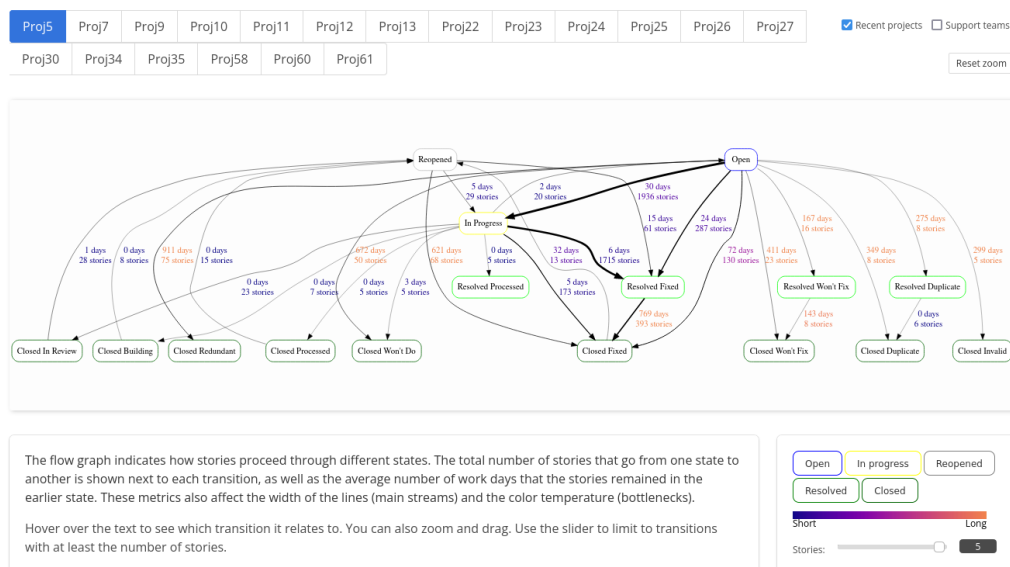 Proj5 Proj7 Proj9 Proj10 Proj11 Proj12 Proj13 Proj22 Proj23 Proj24 Proj25 Proj26 Proj27
Recent projects Support teams
Proj30 Proj34 Proj35 Proj58 Proj60 Proj61
Reset zoom
Reopened Open
5 days
29 stories
2 days
20 stories
30 days
1936 stories
In Progress
15 days
61 stories
24 days
287 stories
167 days
16 stories
275 days
8 stories
1 days
28 stories
0 days
8 stories
911 days
75 stories
0 days
15 stories
672 days
50 stories
621 days
68 stories
0 days
5 stories
32 days
13 stories
6 days
1715 stories
72 days
130 stories
411 days
23 stories
349 days
8 stories
299 days
5 stories
0 days
23 stories
0 days
7 stories
0 days
5 stories
3 days
5 stories
Resolved Processed
5 days
173 stories
Resolved Fixed
Resolved Won't Fix
Resolved Duplicate
769 days
393 stories
143 days
8 stories
0 days
6 stories
Closed In Review Closed Building Closed Redundant Closed Processed Closed Won't Do Closed Fixed Closed Won't Fix Closed Duplicate Closed Invalid
The flow graph indicates how stories proceed through different states. The total number of stories that go from one state to
another is shown next to each transition, as well as the average number of work days that the stories remained in the
earlier state. These metrics also affect the width of the lines (main streams) and the color temperature (bottlenecks).
Hover over the text to see which transition it relates to. You can also zoom and drag. Use the slider to limit to transitions
with at least the number of stories.
Open In progress Reopened
Resolved Closed
Short Long
Stories: 5